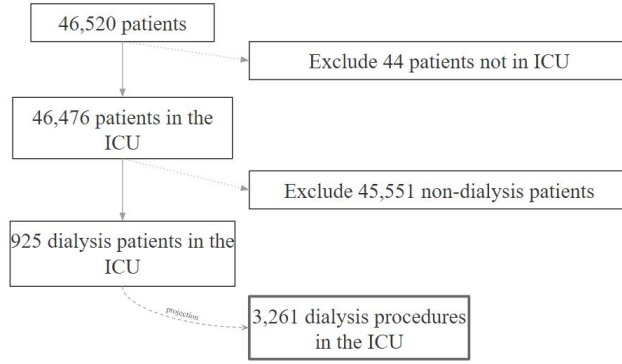 46,520 patients
Exclude 44 patients not in ICU
46,476 patients in the
ICU
Exclude 45,551 non-dialysis patients
925 dialysis patients in the
ICU
projection
3,261 dialysis procedures
in the ICU